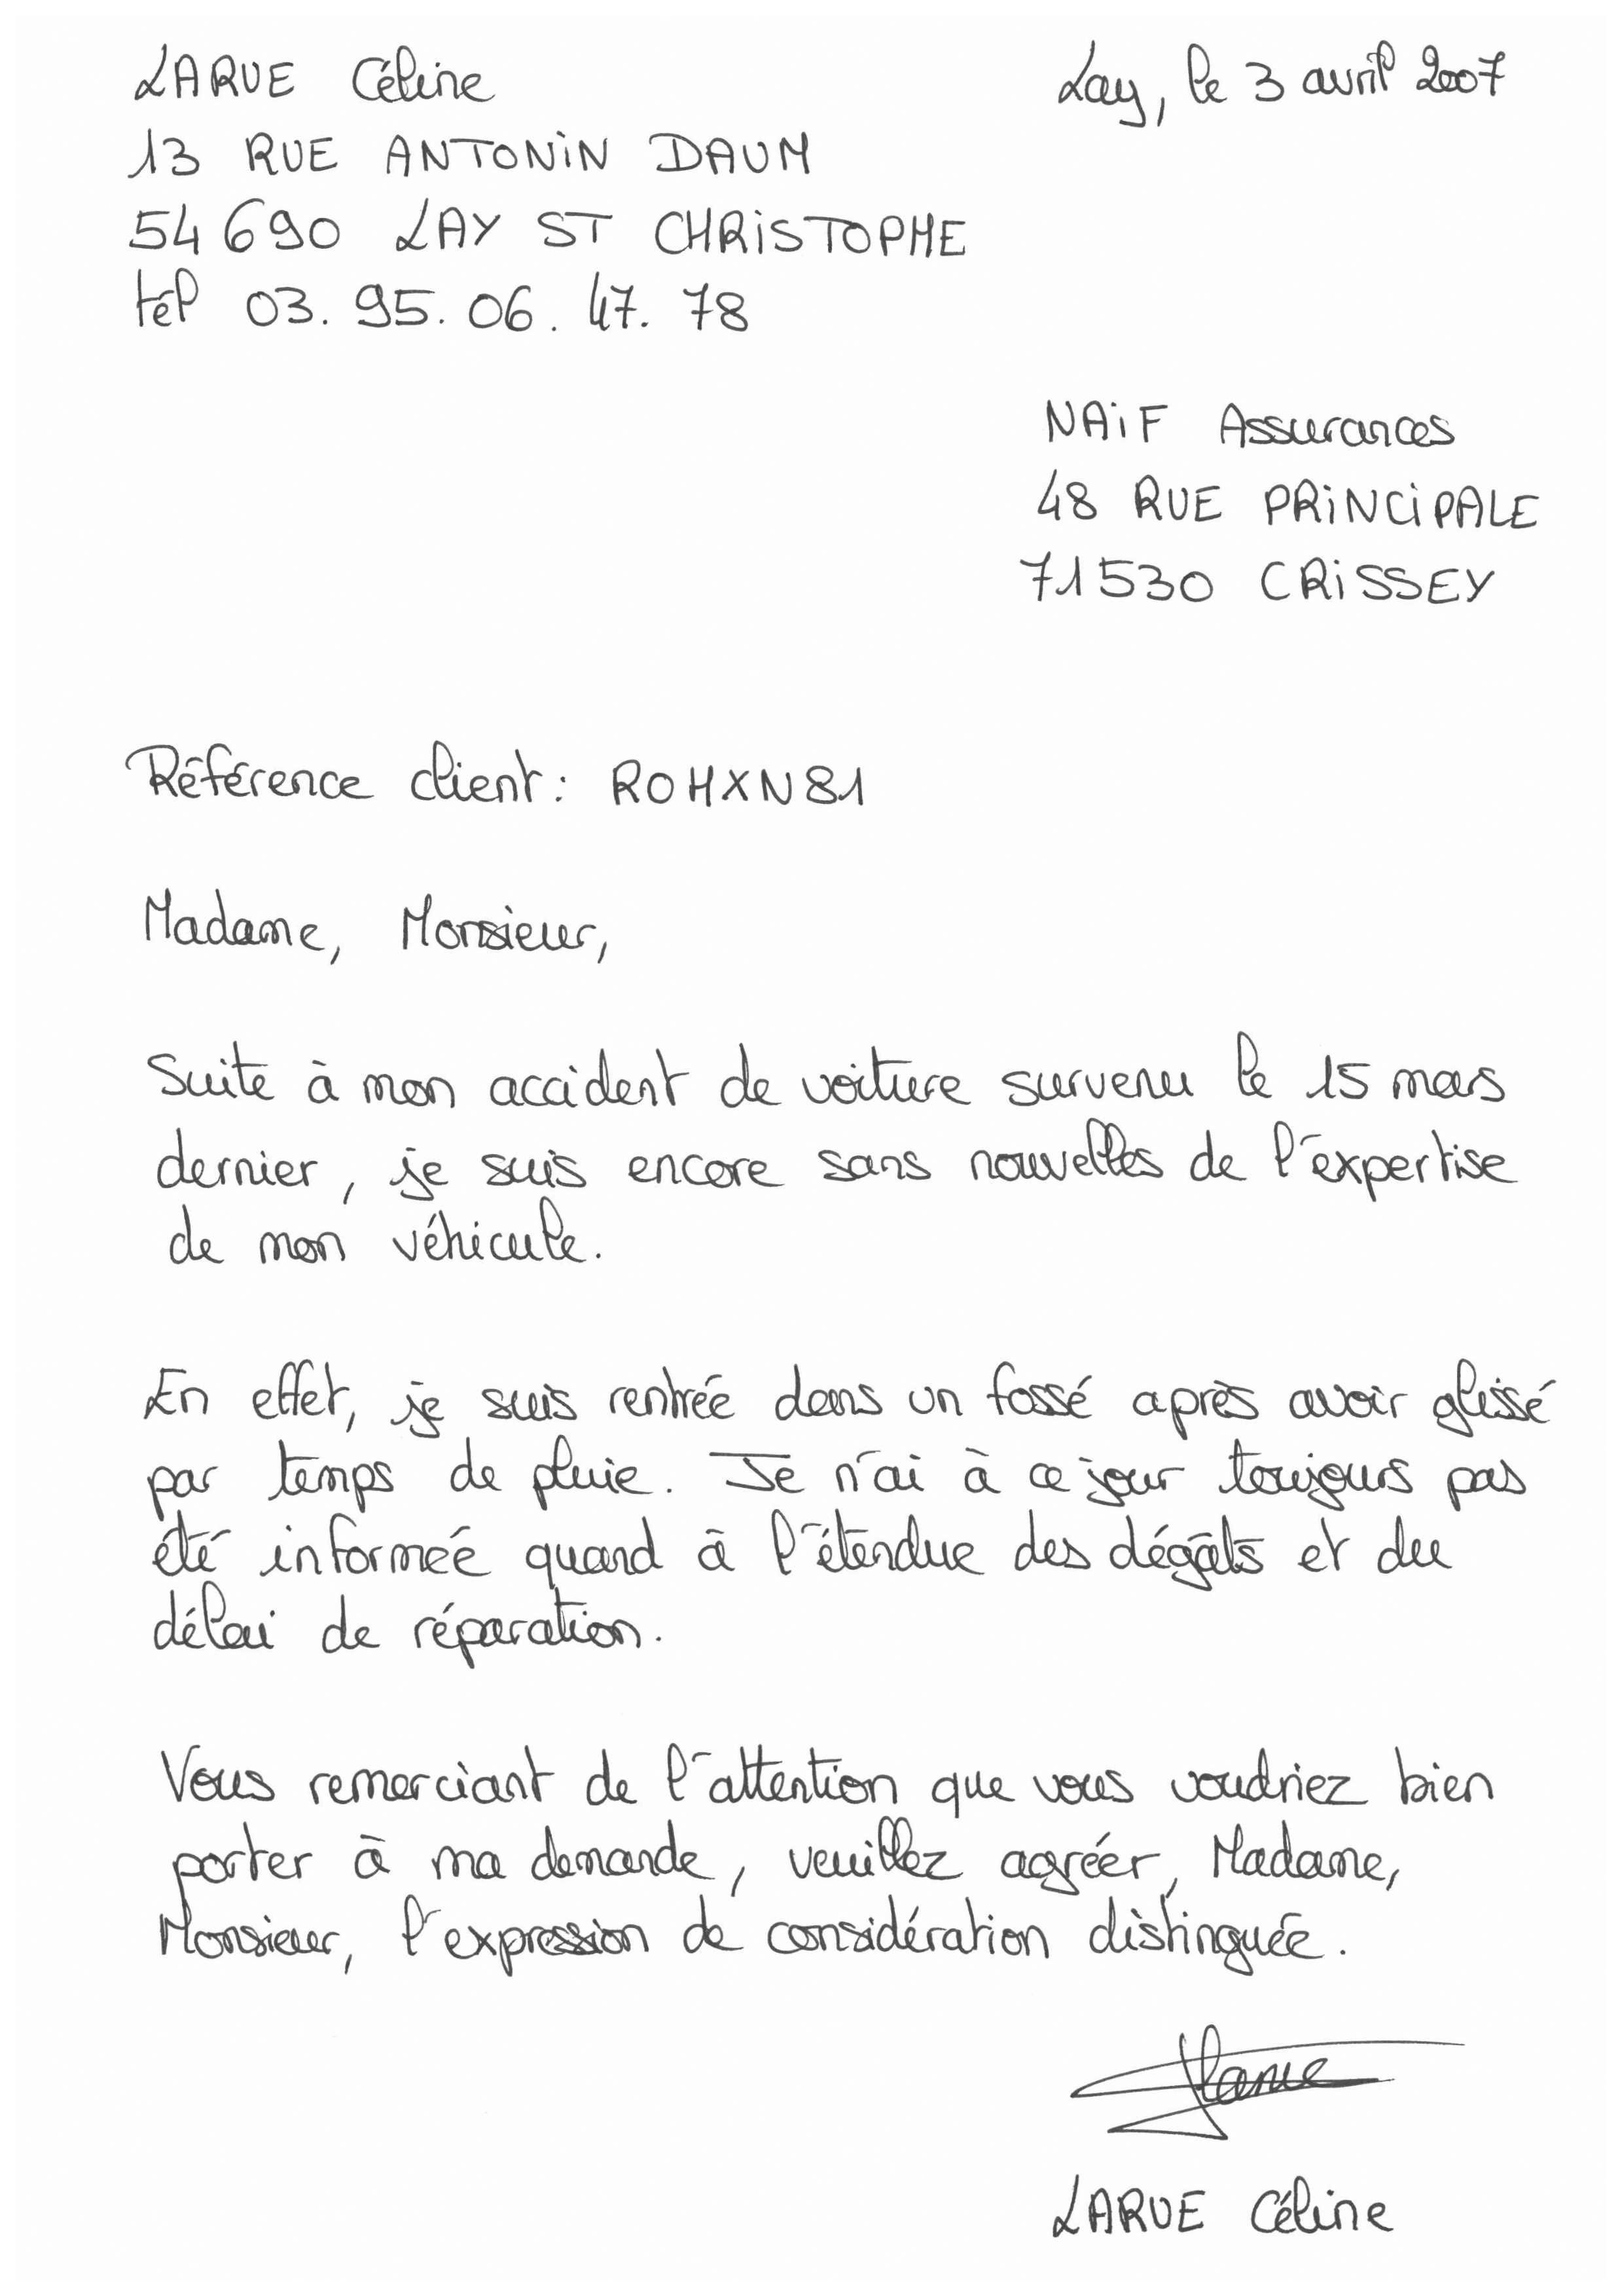 LARUE Céline
Lay, le 3 avril 2007
13 RUE ANTONIN DAUM
54 690 LAY ST CHRISTOPHE
tél 03. 95. 06. 47. 78
NAIF Assurances
48 RUE PRINCIPALE
71530 CRISSEY
Référence client : ROHXN81
Madame, Monsieur,
Suite à mon accident de voiture survenu le 15 mars
dernier, je suis encore sans nouvelles de l'expertise
de mon véhicule.
En effet, je suis rentrée dans un fossé après avoir glissé
par temps de pluie. Je n'ai à ce jour toujours pas
été informée quand à l'étendue des dégâts et du
délai de réparation.
Vous remerciant de l'attention que vous voudriez bien
porter à ma demande, veuillez agréer, Madame,
Monsieur, l'expression de considération distinguée.
Larue
LARUE Céline